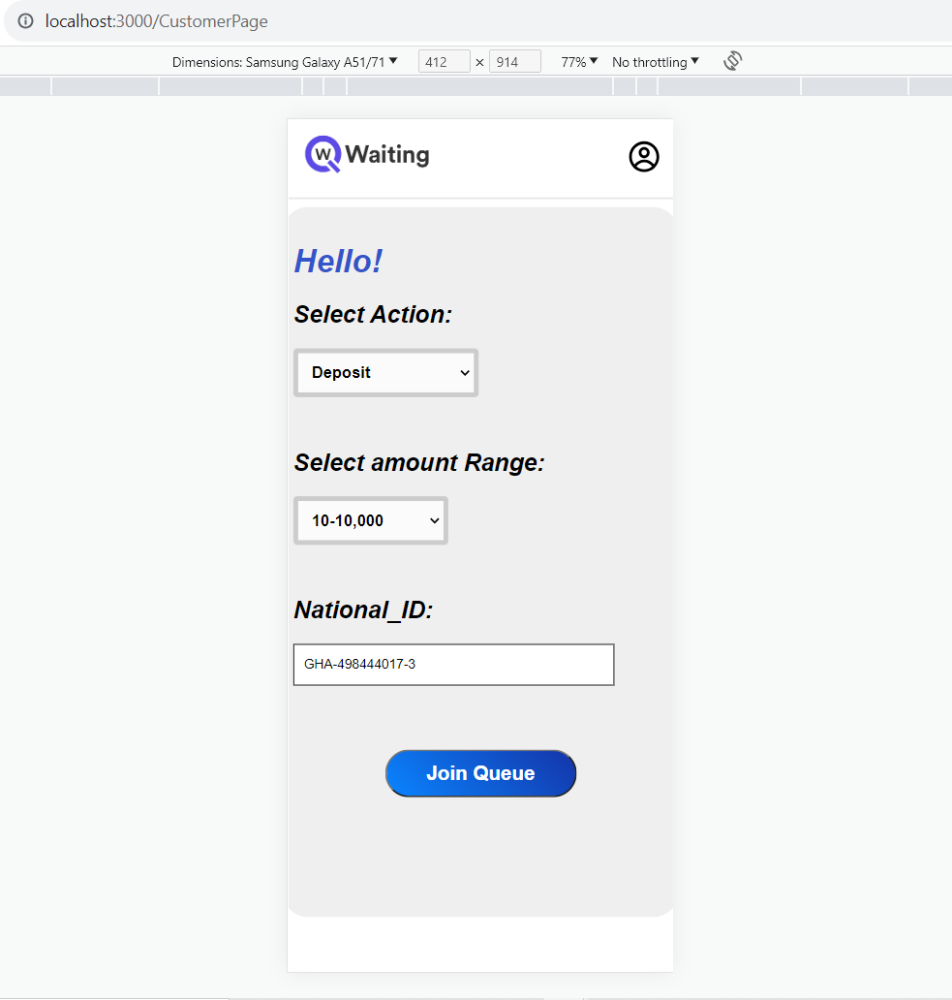 localhost:3000/CustomerPage
Dimensions: Samsung Galaxy A51/71 ▼ 412 × 914 77% ▼ No throttling ▼
W Waiting
Hello!
Select Action:
Deposit
Select amount Range:
10-10,000
National_ID:
GHA-498444017-3
Join Queue